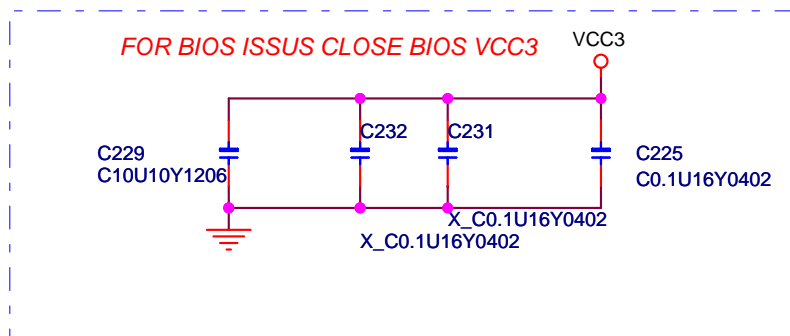 FOR BIOS ISSUS CLOSE BIOS VCC3
VCC3
C232
C231
C229
C10U10Y1206
C225
C0.1U16Y0402
X_C0.1U16Y0402
X_C0.1U16Y0402